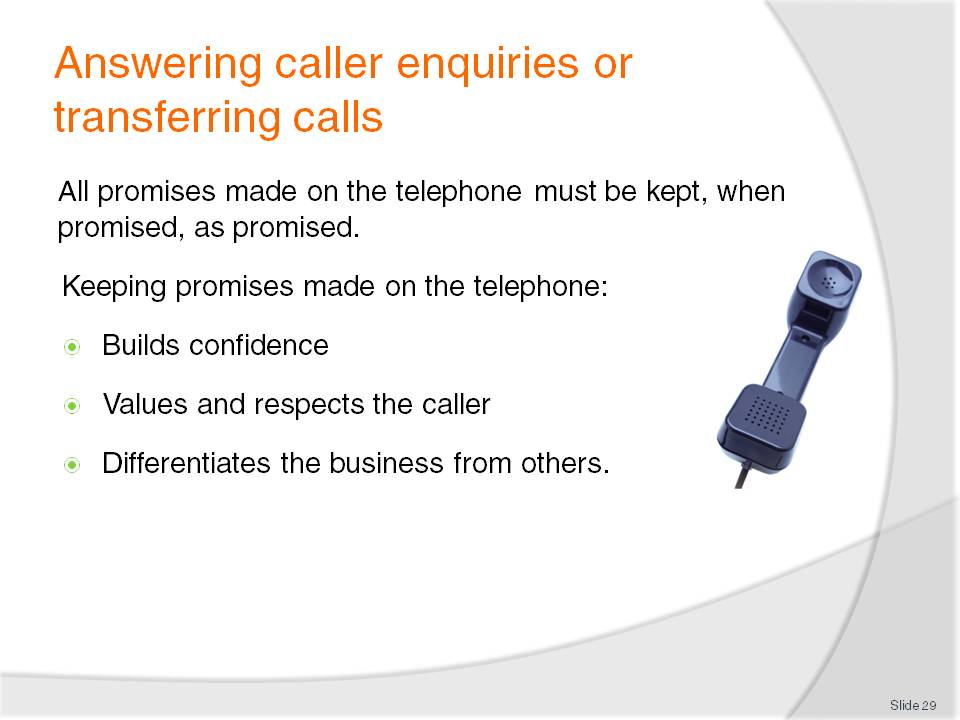 Answering caller enquiries or
transferring calls
All promises made on the telephone must be kept, when
promised, as promised.
Keeping promises made on the telephone:
Builds confidence
Values and respects the caller
Differentiates the business from others.
Slide 29